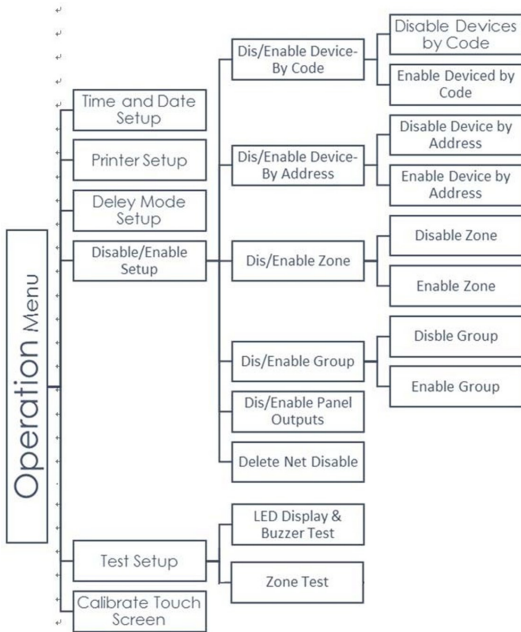 Operation Menu
Time and Date
Setup
Printer Setup
Deley Mode
Setup
Disable/Enable
Setup
Dis/Enable Device-
By Code
Disable Devices
by Code
Enable Deviced by
Code
Dis/Enable Device-
By Address
Disable Device by
Address
Enable Device by
Address
Dis/Enable Zone
Disable Zone
Enable Zone
Dis/Enable Group
Disble Group
Enable Group
Dis/Enable Panel
Outputs
Delete Net Disable
Test Setup
LED Display &
Buzzer Test
Zone Test
Calibrate Touch
Screen